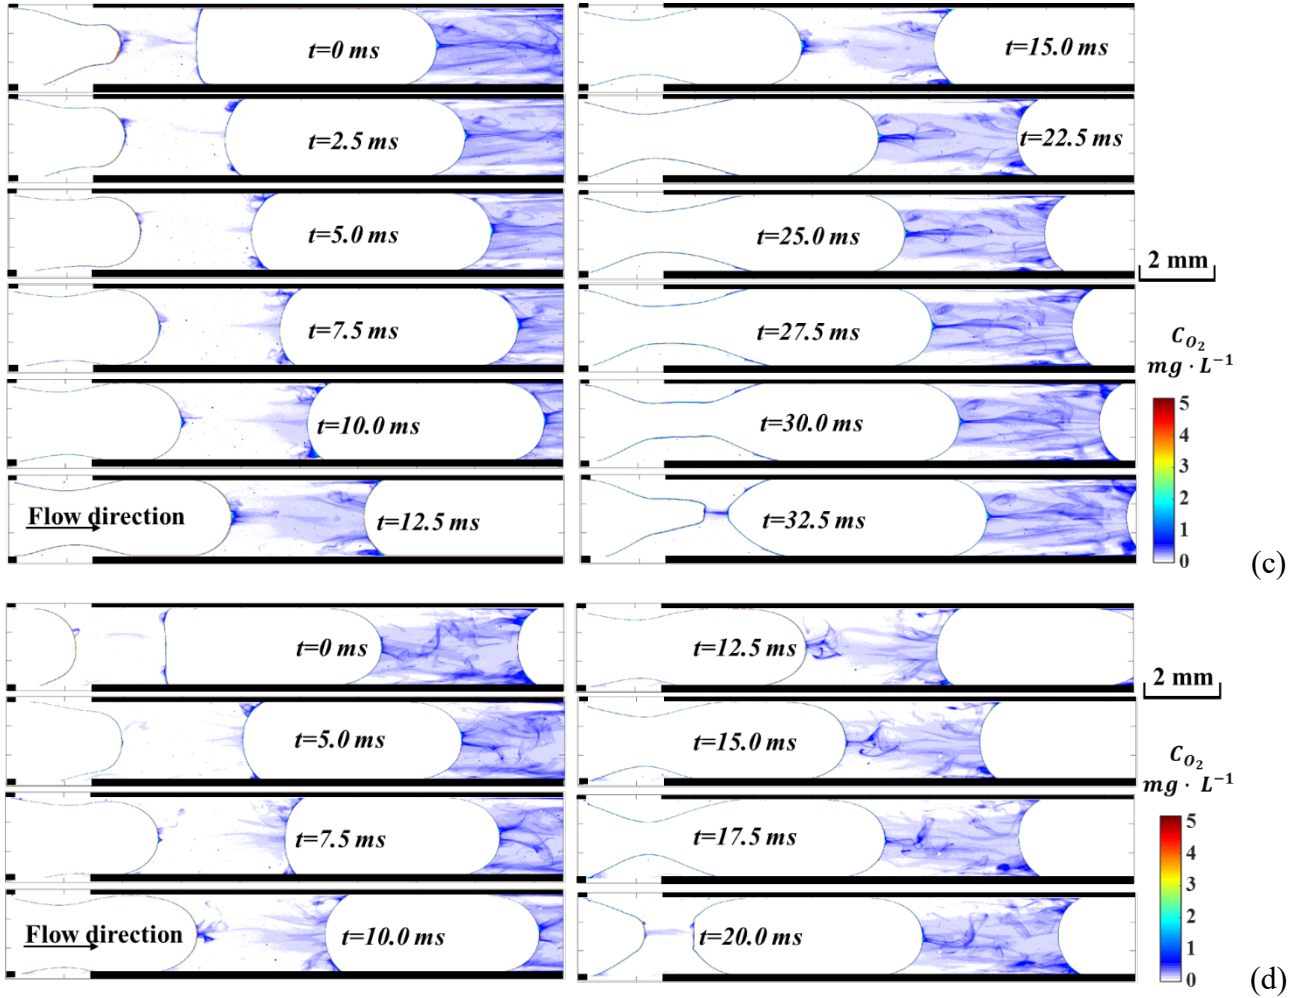 t=0 ms
t=2.5 ms
t=5.0 ms
t=7.5 ms
t=10.0 ms
Flow direction
t=12.5 ms
t=15.0 ms
t=22.5 ms
t=25.0 ms
t=27.5 ms
t=30.0 ms
t=32.5 ms
2 mm
C_{O_2}
mg · L^{-1}
5
4
3
2
1
0
(c)
t=0 ms
t=5.0 ms
t=7.5 ms
Flow direction
t=10.0 ms
t=12.5 ms
t=15.0 ms
t=17.5 ms
t=20.0 ms
2 mm
C_{O_2}
mg · L^{-1}
5
4
3
2
1
0
(d)